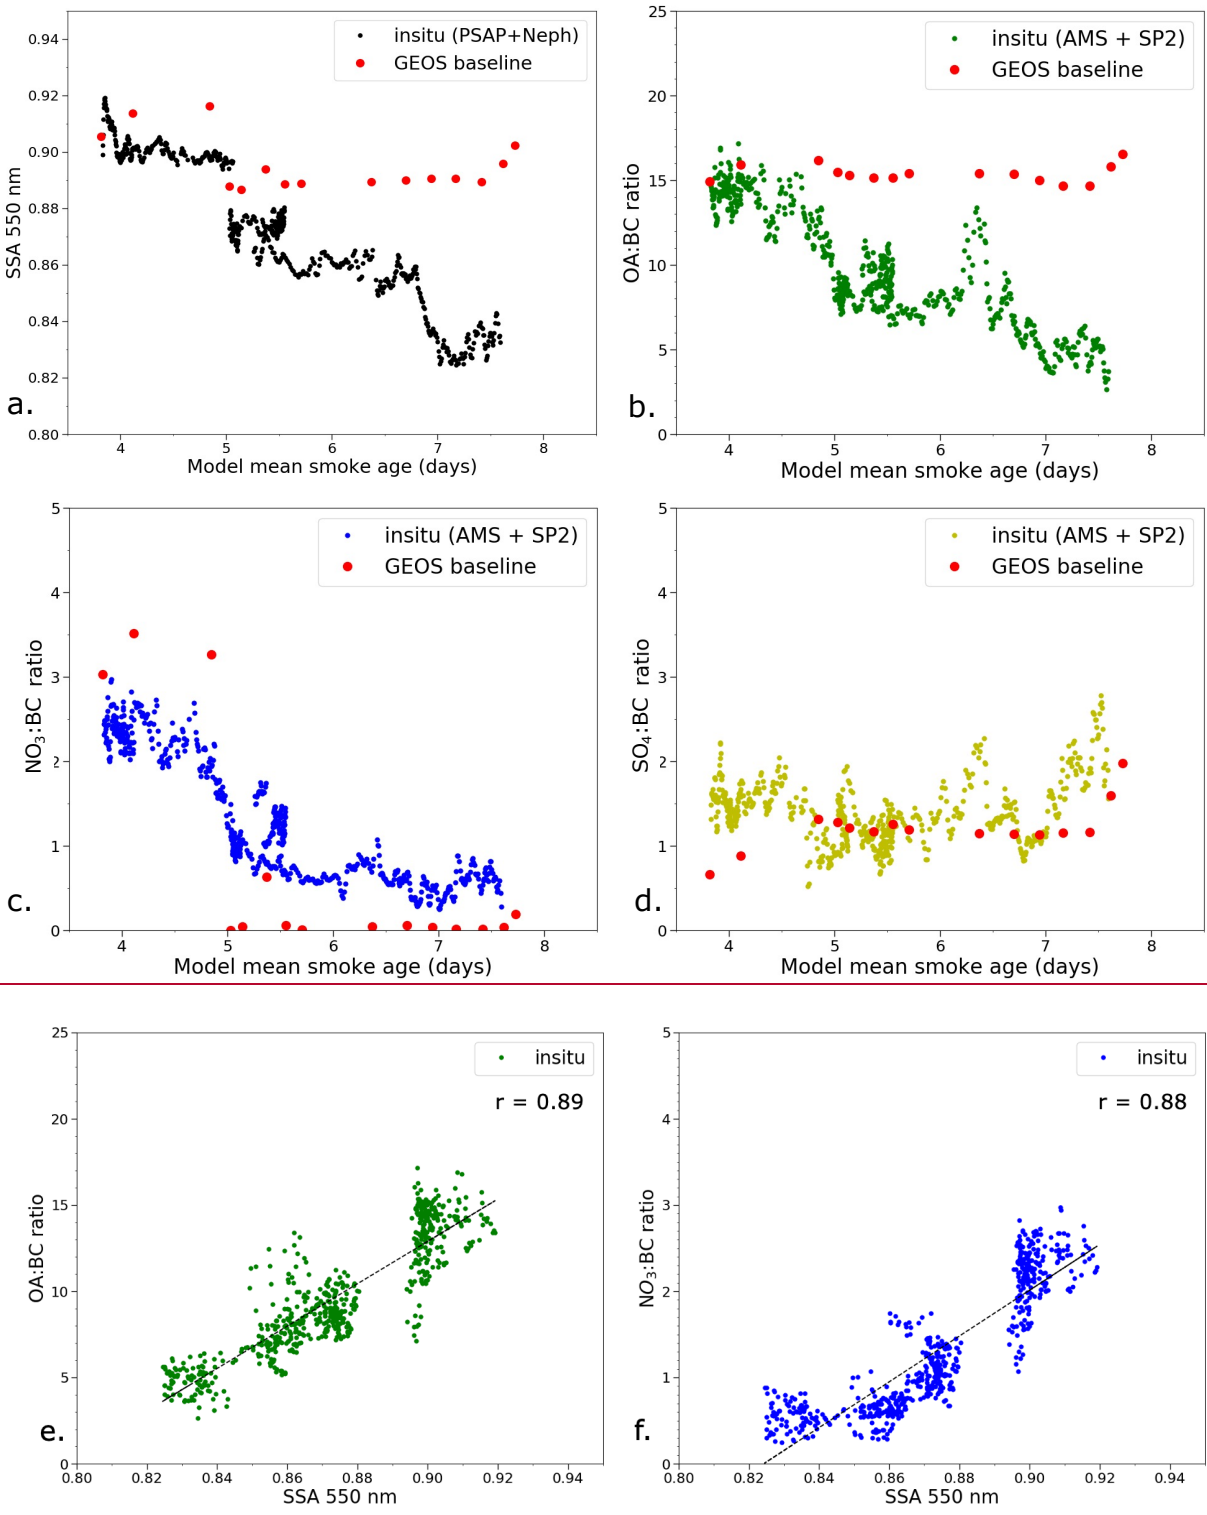 insitu (PSAP+Neph)
GEOS baseline
0.94
0.92
0.90
0.88
0.86
0.84
0.82
0.80
SSA 550 nm
4 5 6 7 8
Model mean smoke age (days)
a.
insitu (AMS + SP2)
GEOS baseline
25
20
15
10
5
0
OA:BC ratio
4 5 6 7 8
Model mean smoke age (days)
b.
insitu (AMS + SP2)
GEOS baseline
5
4
3
2
1
0
NO₃:BC ratio
4 5 6 7 8
Model mean smoke age (days)
c.
insitu (AMS + SP2)
GEOS baseline
5
4
3
2
1
0
SO₄:BC ratio
4 5 6 7 8
Model mean smoke age (days)
d.
insitu
r = 0.89
25
20
15
10
5
0
OA:BC ratio
0.80 0.82 0.84 0.86 0.88 0.90 0.92 0.94
SSA 550 nm
e.
insitu
r = 0.88
5
4
3
2
1
0
NO₃:BC ratio
0.80 0.82 0.84 0.86 0.88 0.90 0.92 0.94
SSA 550 nm
f.